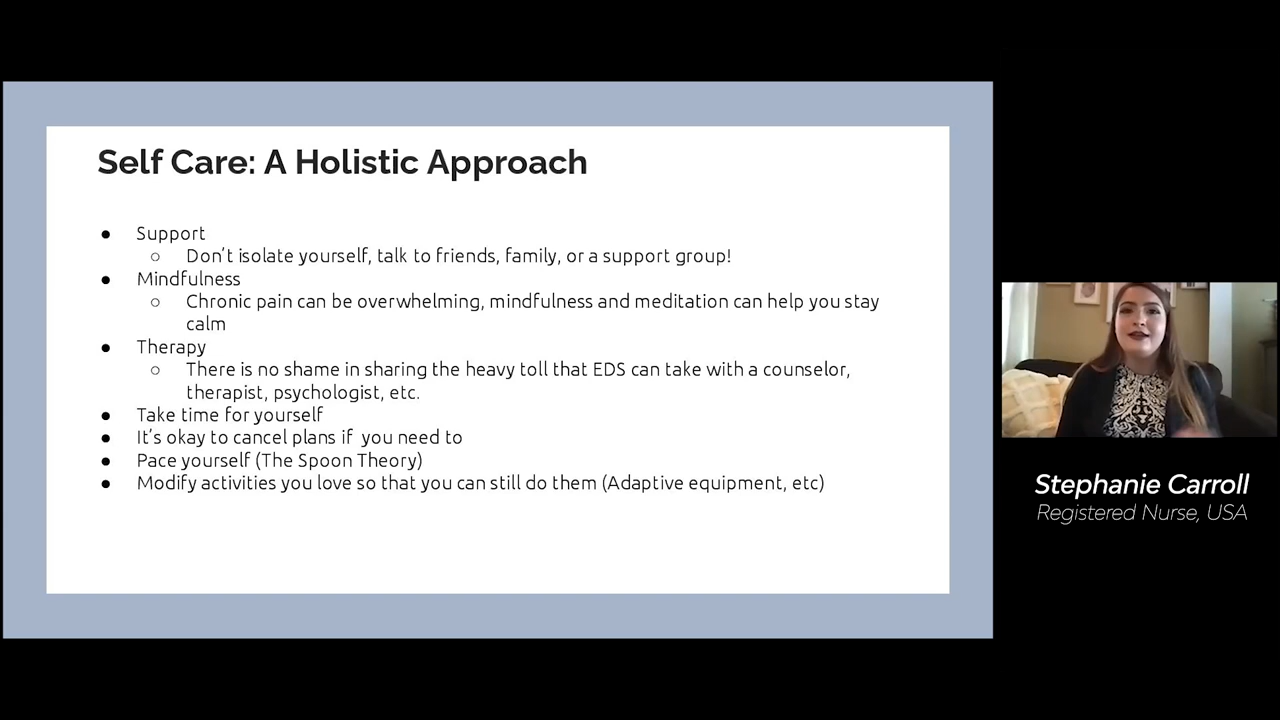 Self Care: A Holistic Approach
● Support
○ Don't isolate yourself, talk to friends, family, or a support group!
● Mindfulness
○ Chronic pain can be overwhelming, mindfulness and meditation can help you stay
calm
● Therapy
○ There is no shame in sharing the heavy toll that EDS can take with a counselor,
therapist, psychologist, etc.
● Take time for yourself
● It's okay to cancel plans if  you need to
● Pace yourself (The Spoon Theory)
● Modify activities you love so that you can still do them (Adaptive equipment, etc)
Stephanie Carroll
Registered Nurse, USA